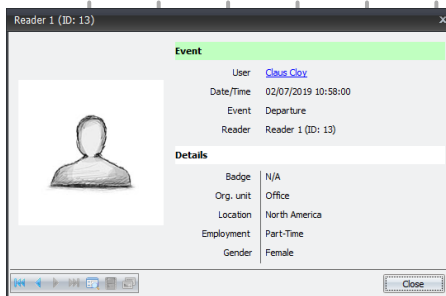 Reader 1 (ID: 13)
Event
User Claus Cloy
Date/Time 02/07/2019 10:58:00
Event Departure
Reader Reader 1 (ID: 13)
Details
Badge N/A
Org. unit Office
Location North America
Employment Part-Time
Gender Female
Close